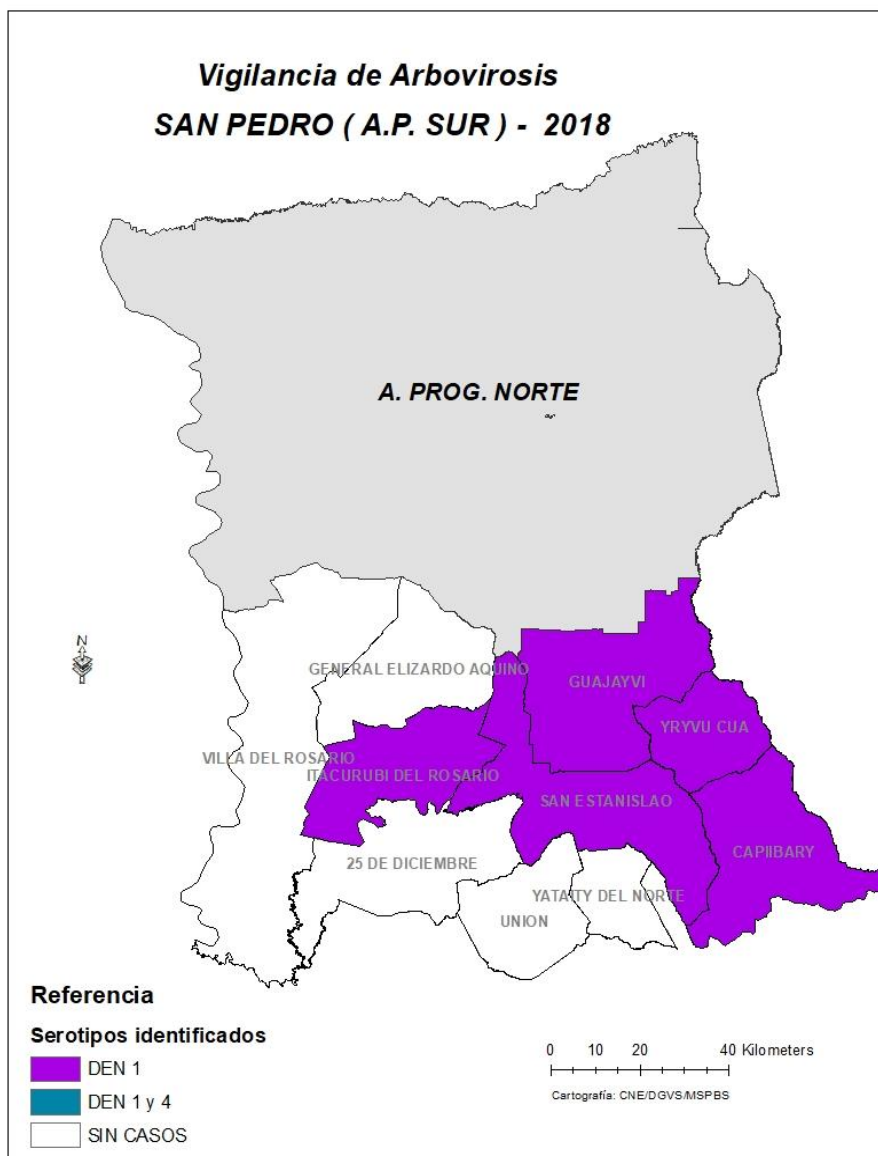 Vigilancia de Arbovirosis
SAN PEDRO ( A.P. SUR ) - 2018
A. PROG. NORTE
N
GENERAL ELIZARDO AQUINO
GUAJAYVI
YRYVU CUA
VILLA DEL ROSARIO
ITACURUBI DEL ROSARIO
SAN ESTANISLAO
CAPIIBARY
25 DE DICIEMBRE
YATAITY DEL NORTE
UNION
Referencia
Serotipos identificados
DEN 1
DEN 1 y 4
SIN CASOS
0 10 20 40 Kilometers
Cartografía: CNE/DGVS/MSPBS